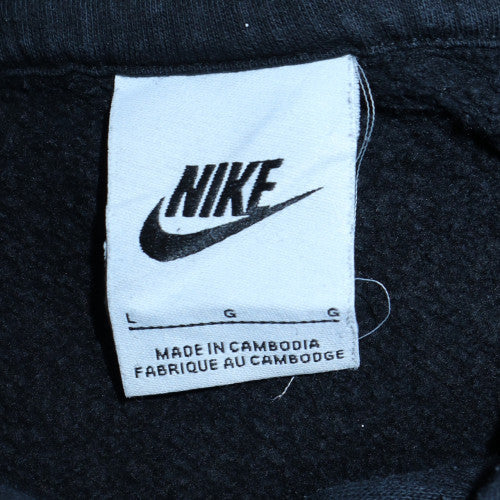 NIKE
L G G
MADE IN CAMBODIA
FABRIQUE AU CAMBODGE